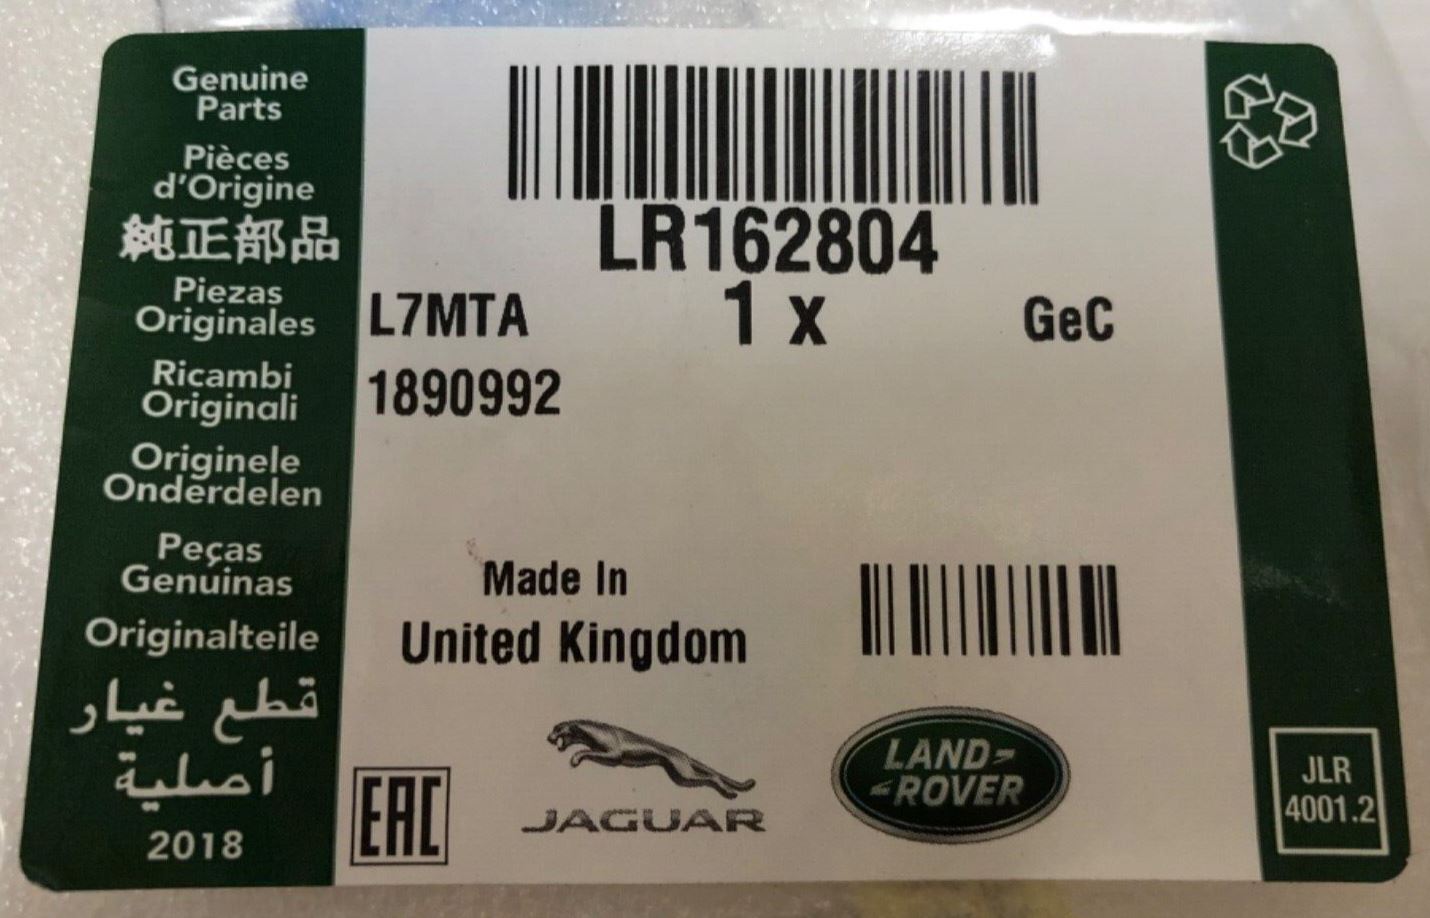 Genuine
Parts
Pièces
d'Origine
純正部品
Piezas
Originales
Ricambi
Originali
Originele
Onderdelen
Peças
Genuinas
Originalteile
قطع غيار
أصلية
2018
LR162804
L7MTA 1 x GeC
1890992
Made In
United Kingdom
EAC
JAGUAR
LAND-
-ROVER
JLR
4001.2